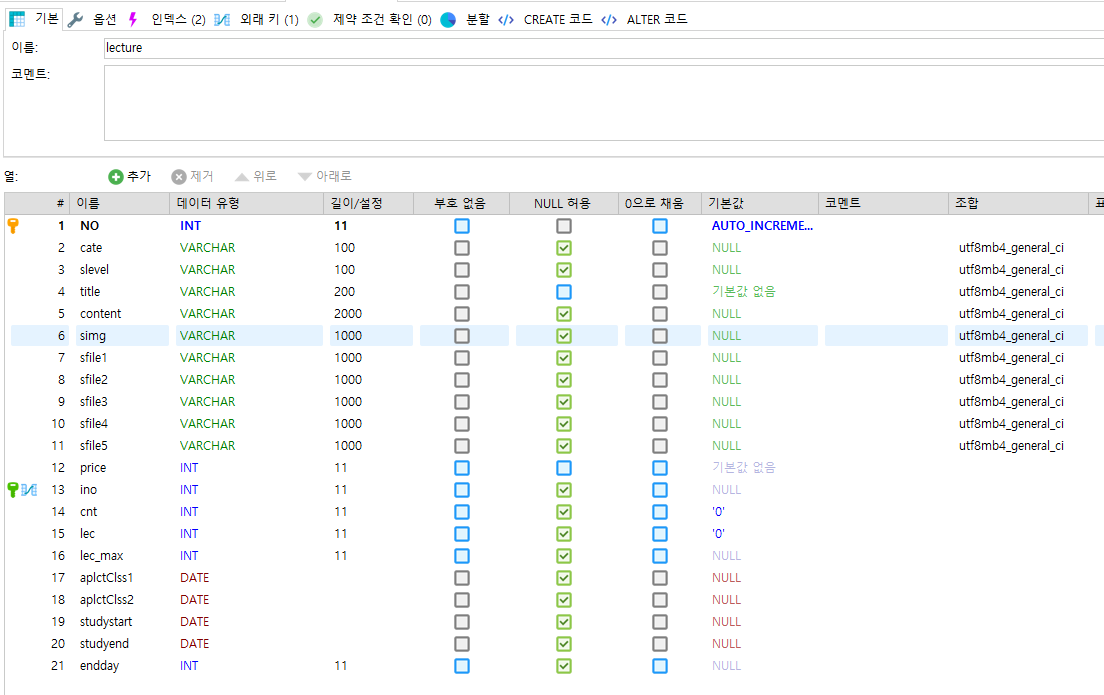 기본 옵션 인덱스 (2) 외래 키 (1) 제약 조건 확인 (0) 분할 </> CREATE 코드 </> ALTER 코드
이름: lecture
코멘트:
열: 추가 제거 위로 아래로
# 이름 데이터 유형 길이/설정 부호 없음 NULL 허용 0으로 채움 기본값 코멘트 조합 표
1 NO INT 11 AUTO_INCREME...
2 cate VARCHAR 100 NULL utf8mb4_general_ci
3 slevel VARCHAR 100 NULL utf8mb4_general_ci
4 title VARCHAR 200 기본값 없음 utf8mb4_general_ci
5 content VARCHAR 2000 NULL utf8mb4_general_ci
6 simg VARCHAR 1000 NULL utf8mb4_general_ci
7 sfile1 VARCHAR 1000 NULL utf8mb4_general_ci
8 sfile2 VARCHAR 1000 NULL utf8mb4_general_ci
9 sfile3 VARCHAR 1000 NULL utf8mb4_general_ci
10 sfile4 VARCHAR 1000 NULL utf8mb4_general_ci
11 sfile5 VARCHAR 1000 NULL utf8mb4_general_ci
12 price INT 11 기본값 없음
13 ino INT 11 NULL
14 cnt INT 11 '0'
15 lec INT 11 '0'
16 lec_max INT 11 NULL
17 aplctClss1 DATE NULL
18 aplctClss2 DATE NULL
19 studystart DATE NULL
20 studyend DATE NULL
21 endday INT 11 NULL